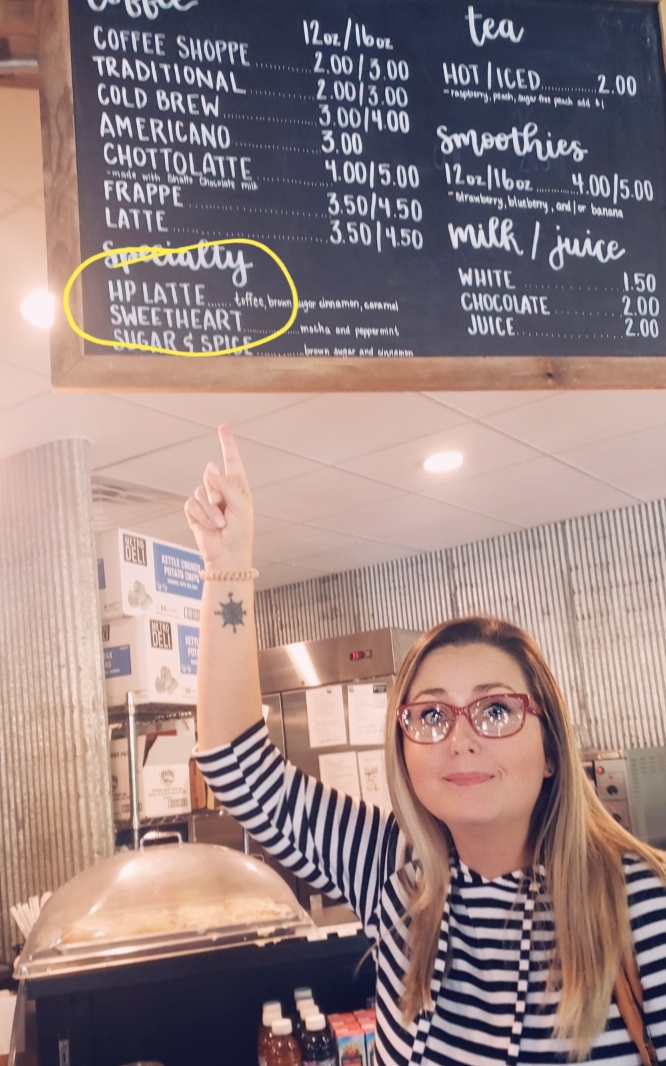 coffee
12oz/16oz
COFFEE SHOPPE ........ 2.00/3.00
TRADITIONAL ........ 2.00/3.00
COLD BREW ........ 3.00/4.00
AMERICANO ........ 3.00
CHOTTOLATTE ........ 4.00/5.00
~made with Shatto Chocolate Milk
FRAPPE ........ 3.50/4.50
LATTE ........ 3.50/4.50
Specialty
HP LATTE ..... toffee, brown sugar cinnamon, caramel
SWEETHEART ........ mocha and peppermint
SUGAR & SPICE ........ brown sugar and cinnamon
tea
HOT/ICED ........ 2.00
~raspberry, peach, sugar free peach add $1
smoothies
12oz/16oz ........ 4.00/5.00
~strawberry, blueberry, and/or banana
milk/juice
WHITE ........ 1.50
CHOCOLATE ........ 2.00
JUICE ........ 2.00
DELI
KETTLE COOKED
POTATO CHIPS
DELI